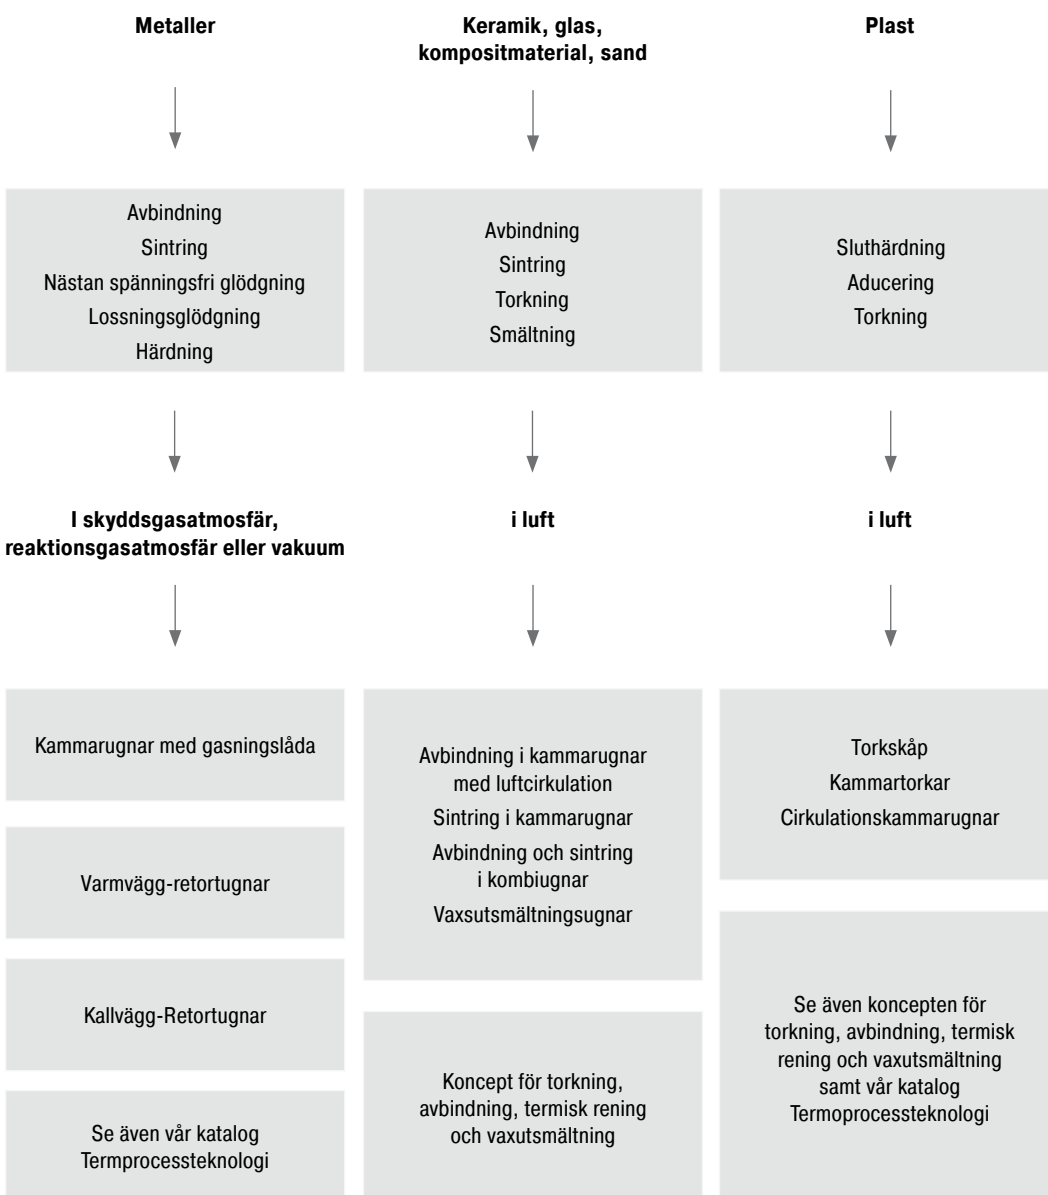 Metaller
Avbindning
Sintring
Nästan spänningsfri glödgning
Lossningsglödgning
Härdning
I skyddsgasatmosfär,
reaktionsgasatmosfär eller vakuum
Kammarugnar med gasningslåda
Varmvägg-retortugnar
Kallvägg-Retortugnar
Se även vår katalog
Termprocessteknologi
Keramik, glas,
kompositmaterial, sand
Avbindning
Sintring
Torkning
Smältning
i luft
Avbindning i kammarugnar
med luftcirkulation
Sintring i kammarugnar
Avbindning och sintring
i kombiugnar
Vaxsutsmältningsugnar
Koncept för torkning,
avbindning, termisk rening
och vaxutsmältning
Plast
Sluthärdning
Aducering
Torkning
i luft
Torkskåp
Kammartorkar
Cirkulationskammarugnar
Se även koncepten för
torkning, avbindning, termisk
rening och vaxutsmältning
samt vår katalog
Termoprocessteknologi